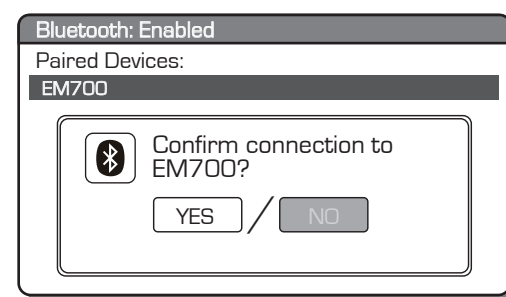 Bluetooth: Enabled
Paired Devices:
EM700
Confirm connection to
EM700?
YES / NO